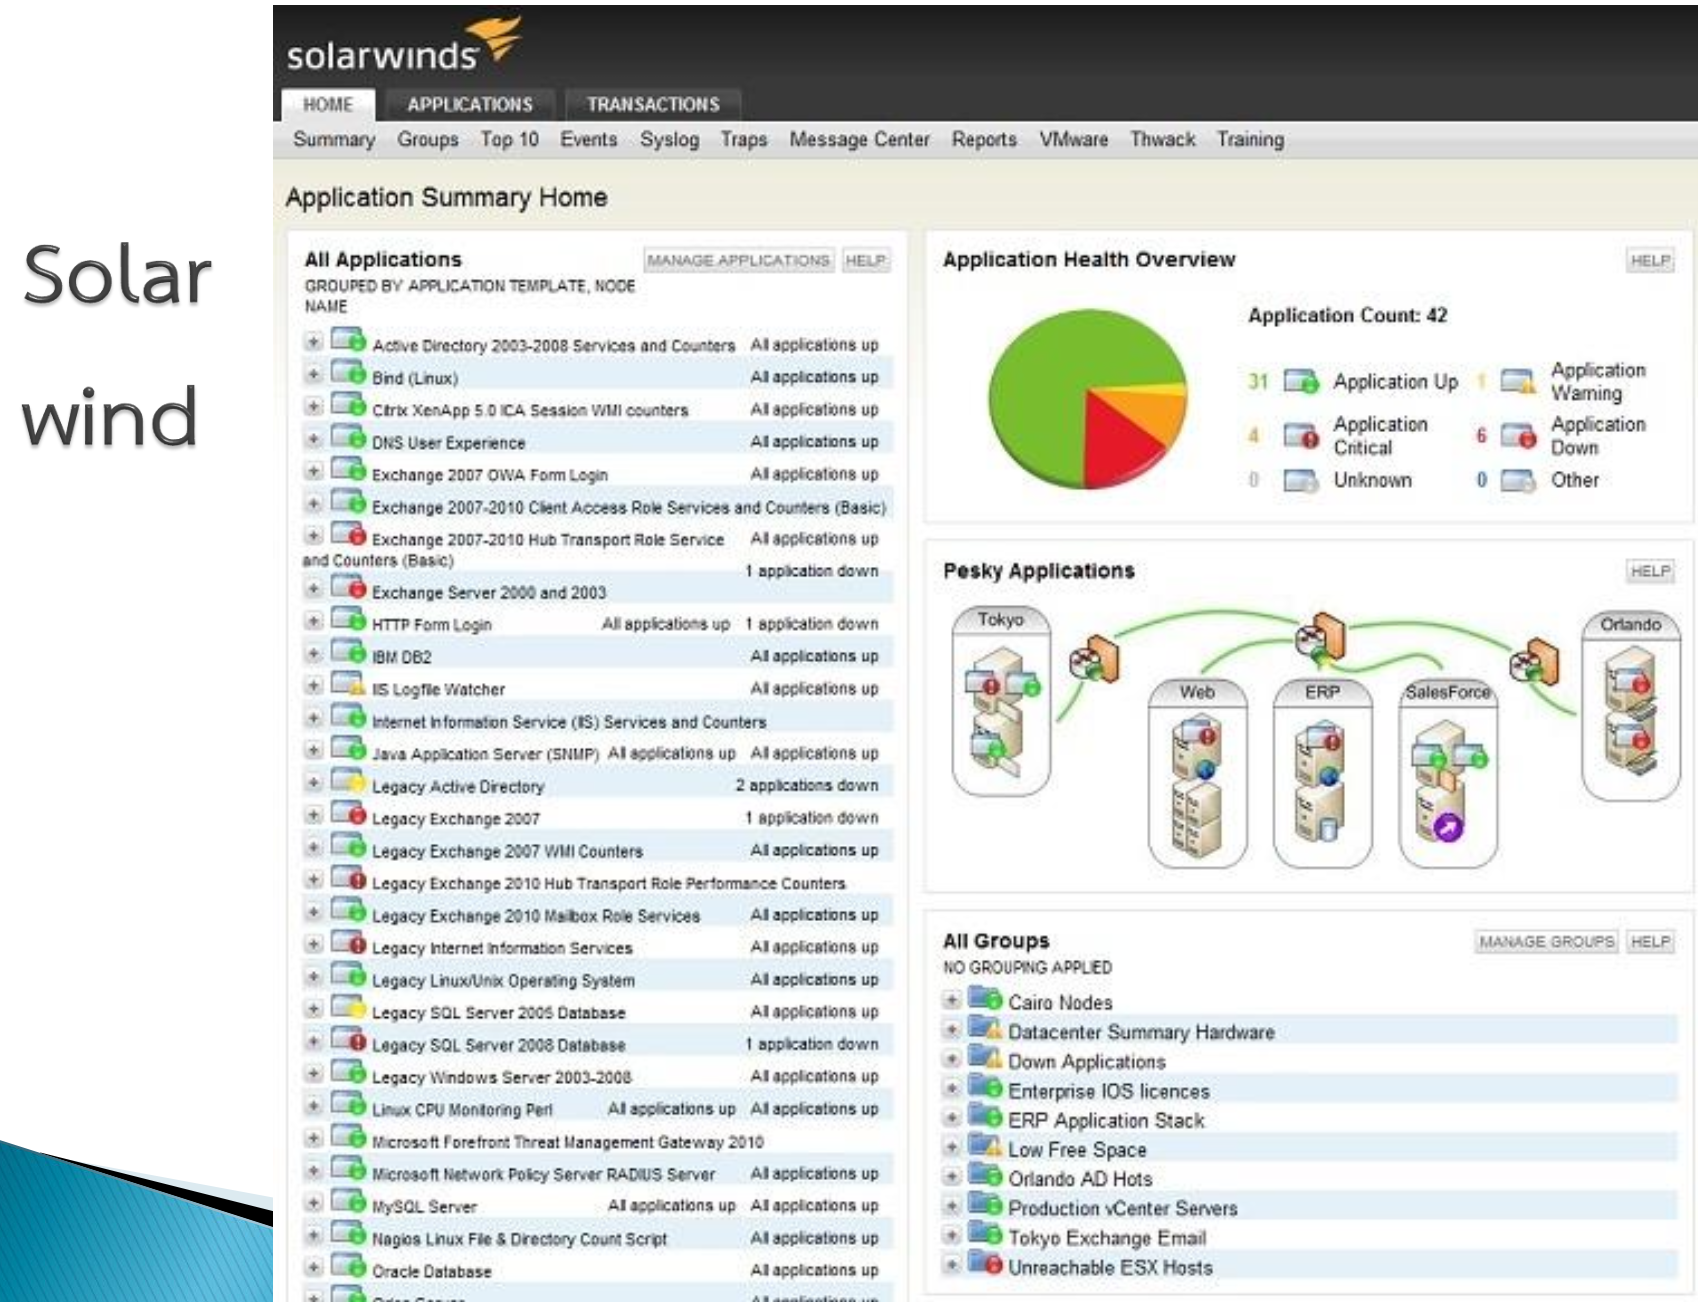 Solar
wind
solarwinds
HOME APPLICATIONS TRANSACTIONS
Summary Groups Top 10 Events Syslog Traps Message Center Reports VMware Thwack Training
Application Summary Home
All Applications MANAGE APPLICATIONS HELP
GROUPED BY APPLICATION TEMPLATE, NODE
NAME
Active Directory 2003-2008 Services and Counters All applications up
Bind (Linux) All applications up
Citrix XenApp 5.0 ICA Session WMI counters All applications up
DNS User Experience All applications up
Exchange 2007 OWA Form Login All applications up
Exchange 2007-2010 Client Access Role Services and Counters (Basic)
Exchange 2007-2010 Hub Transport Role Service All applications up
and Counters (Basic)
1 application down
Exchange Server 2000 and 2003
HTTP Form Login All applications up 1 application down
IBM DB2 All applications up
IIS Logfile Watcher All applications up
Internet Information Service (IIS) Services and Counters
Java Application Server (SNMP) All applications up All applications up
Legacy Active Directory 2 applications down
Legacy Exchange 2007 1 application down
Legacy Exchange 2007 WMI Counters All applications up
Legacy Exchange 2010 Hub Transport Role Performance Counters
Legacy Exchange 2010 Mailbox Role Services All applications up
Legacy Internet Information Services All applications up
Legacy Linux/Unix Operating System All applications up
Legacy SQL Server 2005 Database All applications up
Legacy SQL Server 2008 Database 1 application down
Legacy Windows Server 2003-2008 All applications up
Linux CPU Monitoring Perl All applications up All applications up
Microsoft Forefront Threat Management Gateway 2010
Microsoft Network Policy Server RADIUS Server All applications up
MySQL Server All applications up All applications up
Nagios Linux File & Directory Count Script All applications up
Oracle Database All applications up
Application Health Overview HELP
Application Count: 42
31 Application Up 1 Application
Warning
4 Application
Critical 6 Application
Down
0 Unknown 0 Other
Pesky Applications HELP
Tokyo Orlando
Web ERP SalesForce
All Groups MANAGE GROUPS HELP
NO GROUPING APPLIED
Cairo Nodes
Datacenter Summary Hardware
Down Applications
Enterprise IOS licences
ERP Application Stack
Low Free Space
Orlando AD Hots
Production vCenter Servers
Tokyo Exchange Email
Unreachable ESX Hosts